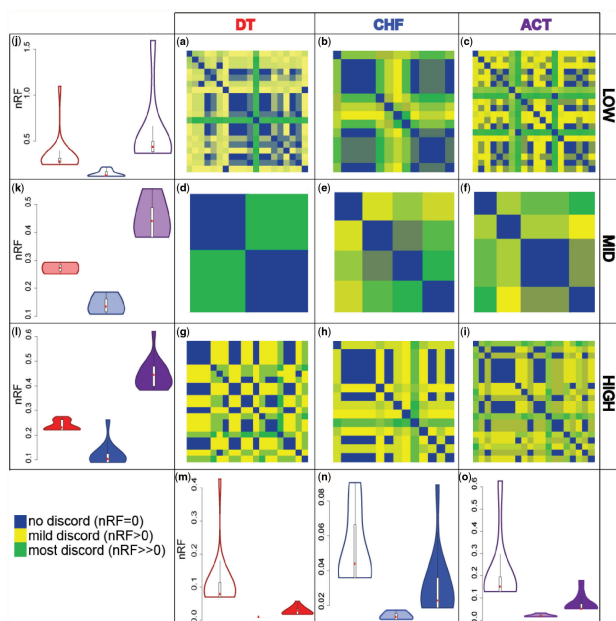 DT CHF ACT
(j) (a) (b) (c)
nRF
1.5
1.0
0.5
LOW
(k) (d) (e) (f)
nRF
0.5
0.4
0.3
0.2
0.1
MID
(l) (g) (h) (i)
nRF
0.6
0.5
0.4
0.3
0.2
0.1
HIGH
(m) (n) (o)
no discord (nRF=0)
mild discord (nRF>0)
most discord (nRF>>0)
nRF
0.4
0.3
0.2
0.1
0.0
0.08
0.06
0.04
0.02
0.6
0.5
0.4
0.3
0.2
0.1
0.0